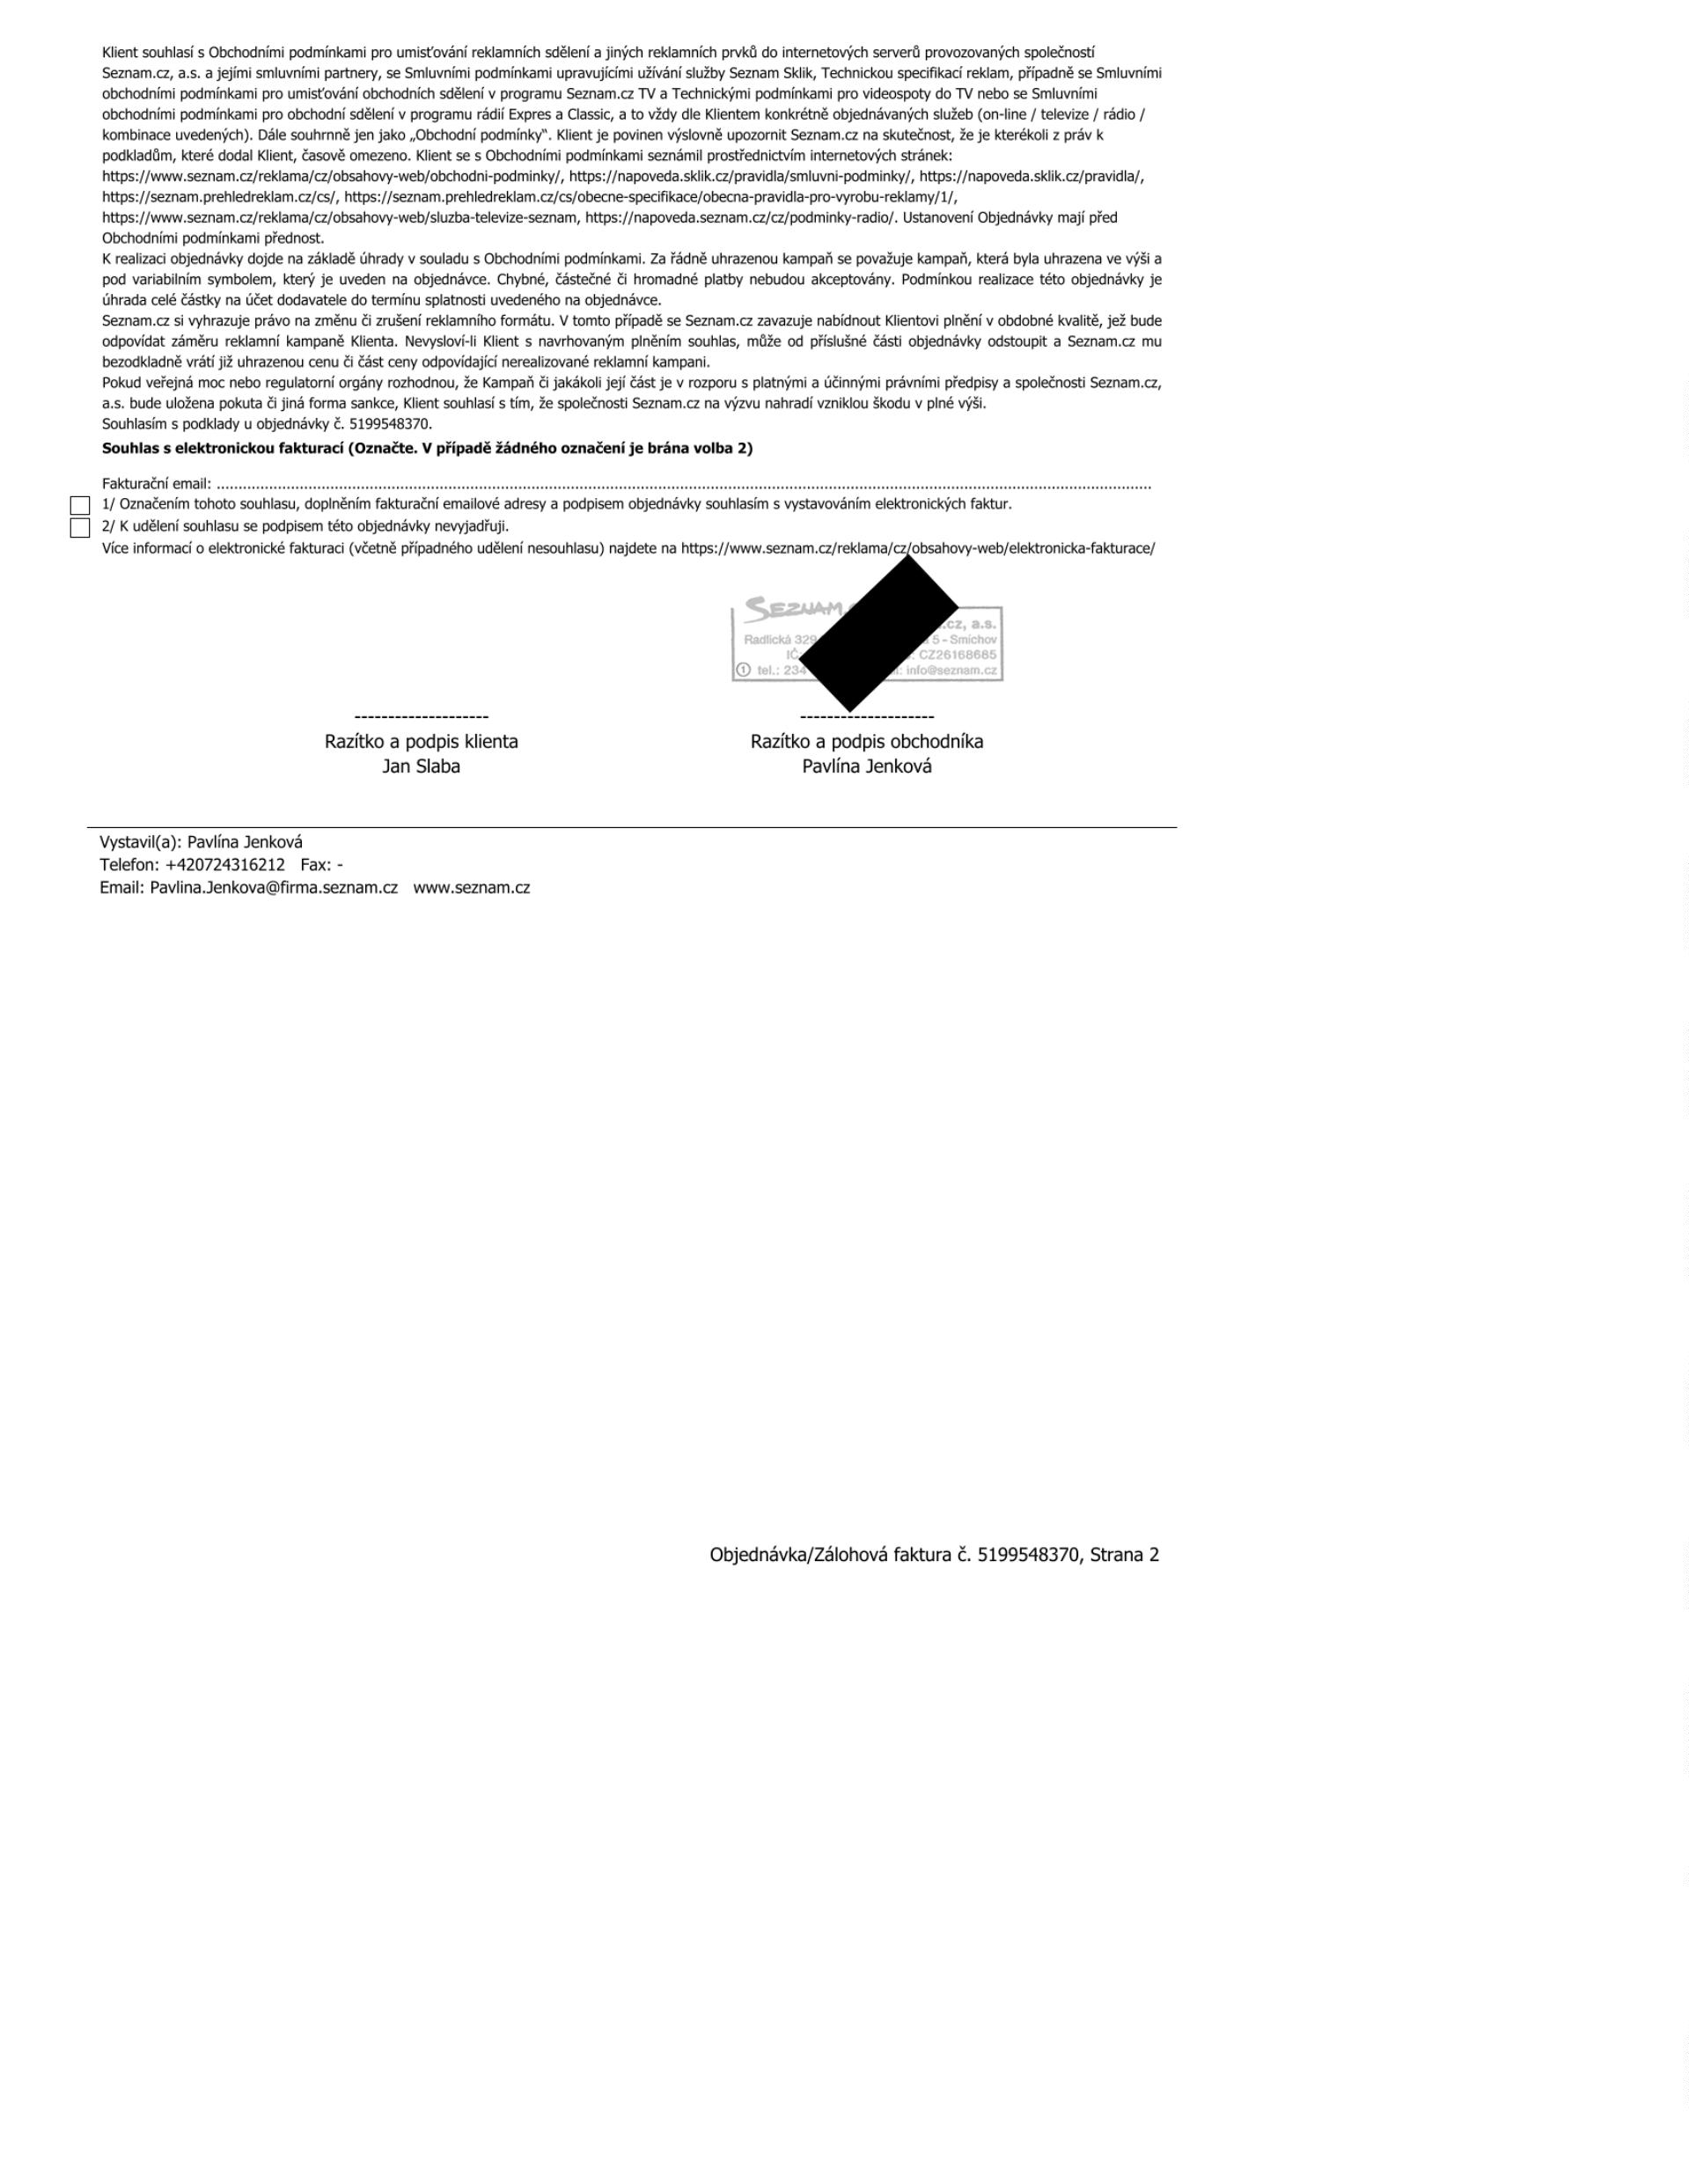 Klient souhlasí s Obchodními podmínkami pro umisťování reklamních sdělení a jiných reklamních prvků do internetových serverů provozovaných společností
Seznam.cz, a.s. a jejími smluvními partnery, se Smluvními podmínkami upravujícími užívání služby Seznam Sklik, Technickou specifikací reklam, případně se Smluvními
obchodními podmínkami pro umisťování obchodních sdělení v programu Seznam.cz TV a Technickými podmínkami pro videospoty do TV nebo se Smluvními
obchodními podmínkami pro obchodní sdělení v programu rádií Expres a Classic, a to vždy dle Klientem konkrétně objednávaných služeb (on-line / televize / rádio /
kombinace uvedených). Dále souhrnně jen jako „Obchodní podmínky“. Klient je povinen výslovně upozornit Seznam.cz na skutečnost, že je kterékoli z práv k
podkladům, které dodal Klient, časově omezeno. Klient se s Obchodními podmínkami seznámil prostřednictvím internetových stránek:
https://www.seznam.cz/reklama/cz/obsahovy-web/obchodni-podminky/, https://napoveda.sklik.cz/pravidla/smluvni-podminky/, https://napoveda.sklik.cz/pravidla/,
https://seznam.prehledreklam.cz/cs/, https://seznam.prehledreklam.cz/cs/obecne-specifikace/obecna-pravidla-pro-vyrobu-reklamy/1/,
https://www.seznam.cz/reklama/cz/obsahovy-web/sluzba-televize-seznam, https://napoveda.seznam.cz/cz/podminky-radio/. Ustanovení Objednávky mají před
Obchodními podmínkami přednost.
K realizaci objednávky dojde na základě úhrady v souladu s Obchodními podmínkami. Za řádně uhrazenou kampaň se považuje kampaň, která byla uhrazena ve výši a
pod variabilním symbolem, který je uveden na objednávce. Chybné, částečné či hromadné platby nebudou akceptovány. Podmínkou realizace této objednávky je
úhrada celé částky na účet dodavatele do termínu splatnosti uvedeného na objednávce.
Seznam.cz si vyhrazuje právo na změnu či zrušení reklamního formátu. V tomto případě se Seznam.cz zavazuje nabídnout Klientovi plnění v obdobné kvalitě, jež bude
odpovídat záměru reklamní kampaně Klienta. Nevysloví-li Klient s navrhovaným plněním souhlas, může od příslušné části objednávky odstoupit a Seznam.cz mu
bezodkladně vrátí již uhrazenou cenu či část ceny odpovídající nerealizované reklamní kampani.
Pokud veřejná moc nebo regulatorní orgány rozhodnou, že Kampaň či jakákoli její část je v rozporu s platnými a účinnými právními předpisy a společnosti Seznam.cz,
a.s. bude uložena pokuta či jiná forma sankce, Klient souhlasí s tím, že společnosti Seznam.cz na výzvu nahradí vzniklou škodu v plné výši.
Souhlasím s podklady u objednávky č. 5199548370.
Souhlas s elektronickou fakturací (Označte. V případě žádného označení je brána volba 2)
Fakturační email: ........................................................................................................................
1/ Označením tohoto souhlasu, doplněním fakturační emailové adresy a podpisem objednávky souhlasím s vystavováním elektronických faktur.
2/ K udělení souhlasu se podpisem této objednávky nevyjadřuji.
Více informací o elektronické fakturaci (včetně případného udělení nesouhlasu) najdete na https://www.seznam.cz/reklama/cz/obsahovy-web/elektronicka-fakturace/
SEZNAM .cz, a.s.
Radlická 5 - Smíchov
IČ CZ26168685
① tel.: 234 info@seznam.cz
-------------------- --------------------
Razítko a podpis klienta Razítko a podpis obchodníka
Jan Slaba Pavlína Jenková
Vystavil(a): Pavlína Jenková
Telefon: +420724316212 Fax: -
Email: Pavlina.Jenkova@firma.seznam.cz www.seznam.cz
Objednávka/Zálohová faktura č. 5199548370, Strana 2